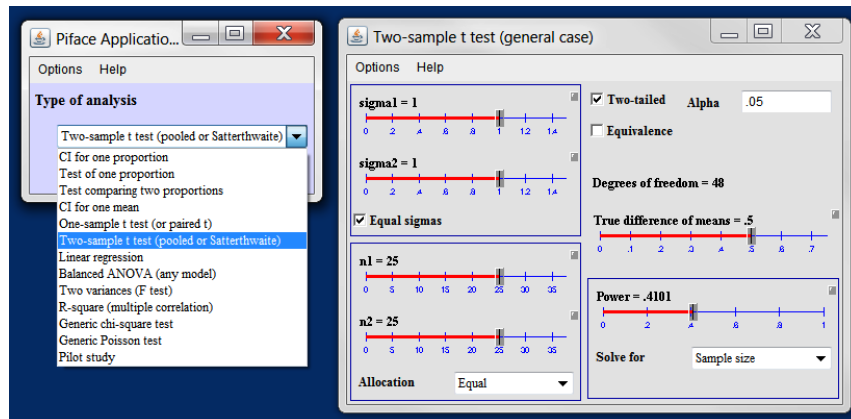 Piface Applicatio...
Options Help
Type of analysis
Two-sample t test (pooled or Satterthwaite)
CI for one proportion
Test of one proportion
Test comparing two proportions
CI for one mean
One-sample t test (or paired t)
Two-sample t test (pooled or Satterthwaite)
Linear regression
Balanced ANOVA (any model)
Two variances (F test)
R-square (multiple correlation)
Generic chi-square test
Generic Poisson test
Pilot study
Two-sample t test (general case)
Options Help
sigma1 = 1
0 .2 .4 .6 .8 1 1.2 1.4
sigma2 = 1
0 .2 .4 .6 .8 1 1.2 1.4
Equal sigmas
n1 = 25
0 5 10 15 20 25 30 35
n2 = 25
0 5 10 15 20 25 30 35
Allocation Equal
Two-tailed Alpha .05
Equivalence
Degrees of freedom = 48
True difference of means = .5
0 .1 .2 .3 .4 .5 .6 .7
Power = .4101
0 .2 .4 .6 .8 1
Solve for Sample size